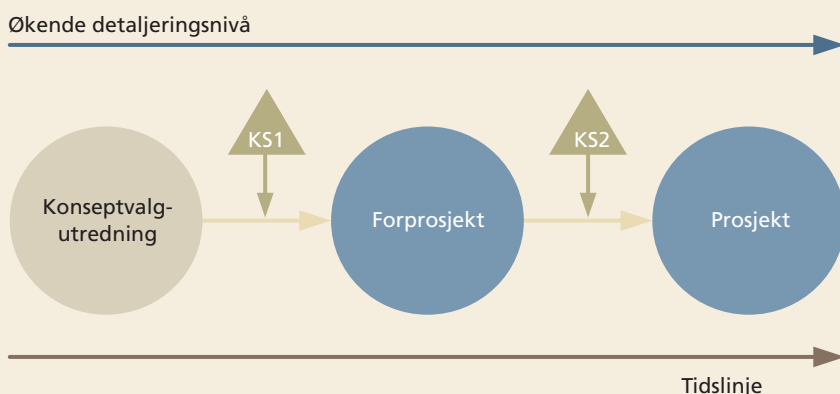 Økende detaljeringsnivå
KS1
KS2
Konseptvalg-
utredning
Forprosjekt
Prosjekt
Tidslinje